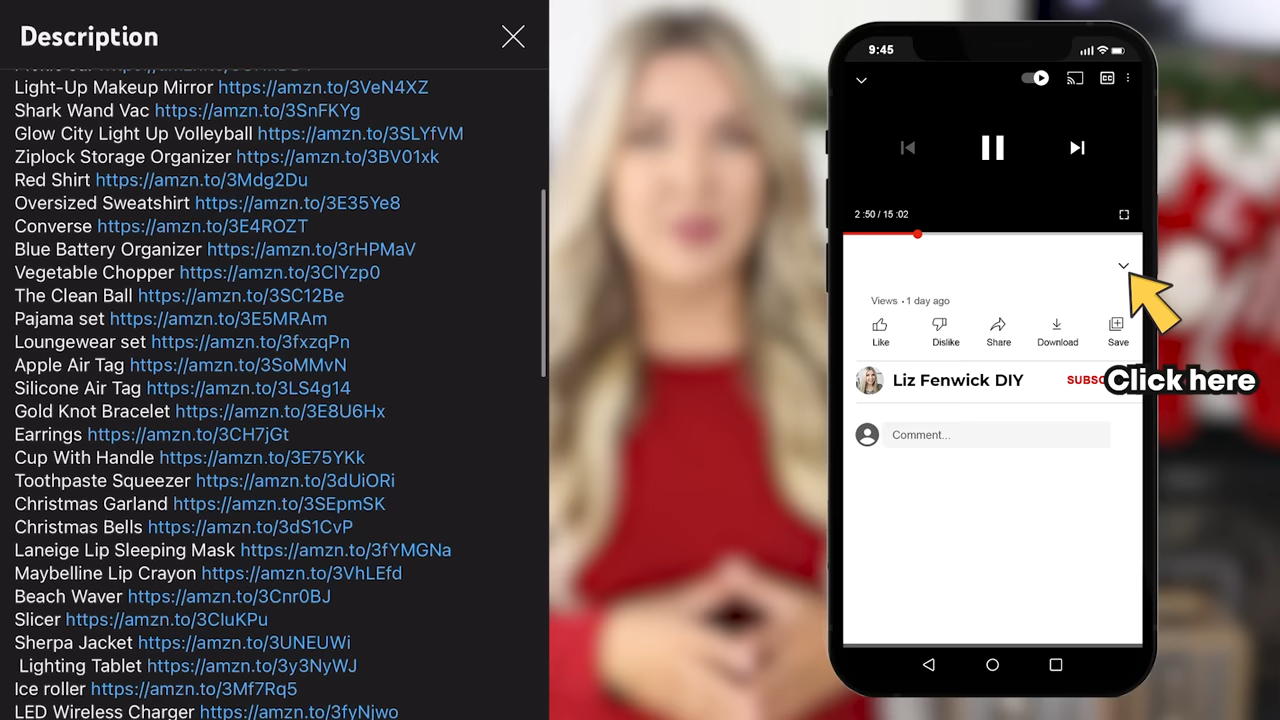 Description
Light-Up Makeup Mirror https://amzn.to/3VeN4XZ
Shark Wand Vac https://amzn.to/3SnFKYg
Glow City Light Up Volleyball https://amzn.to/3SLYfVM
Ziplock Storage Organizer https://amzn.to/3BV01xk
Red Shirt https://amzn.to/3Mdg2Du
Oversized Sweatshirt https://amzn.to/3E35Ye8
Converse https://amzn.to/3E4ROZT
Blue Battery Organizer https://amzn.to/3rHPMaV
Vegetable Chopper https://amzn.to/3ClYzp0
The Clean Ball https://amzn.to/3SC12Be
Pajama set https://amzn.to/3E5MRAm
Loungewear set https://amzn.to/3fxzqPn
Apple Air Tag https://amzn.to/3SoMMvN
Silicone Air Tag https://amzn.to/3LS4g14
Gold Knot Bracelet https://amzn.to/3E8U6Hx
Earrings https://amzn.to/3CH7jGt
Cup With Handle https://amzn.to/3E75YKk
Toothpaste Squeezer https://amzn.to/3dUiORi
Christmas Garland https://amzn.to/3SEpmSK
Christmas Bells https://amzn.to/3dS1CvP
Laneige Lip Sleeping Mask https://amzn.to/3fYMGNa
Maybelline Lip Crayon https://amzn.to/3VhLEfd
Beach Waver https://amzn.to/3Cnr0BJ
Slicer https://amzn.to/3CluKPu
Sherpa Jacket https://amzn.to/3UNEUWi
Lighting Tablet https://amzn.to/3y3NyWJ
Ice roller https://amzn.to/3Mf7Rq5
LED Wireless Charger https://amzn.to/3fyNjwo
9:45
CC
2:50 / 15:02
Views • 1 day ago
Like Dislike Share Download Save
Liz Fenwick DIY SUBSC
Click here
Comment...